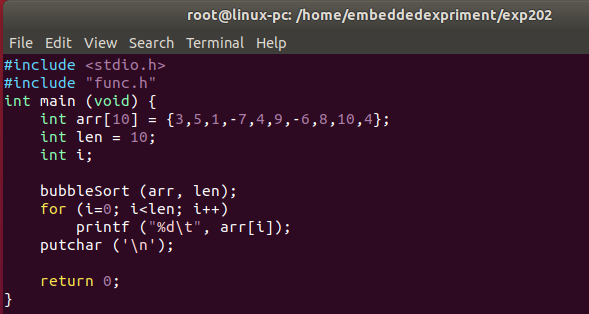 root@linux-pc: /home/embeddedexpriment/exp202
File Edit View Search Terminal Help
#include <stdio.h>
#include "func.h"
int main (void) {
    int arr[10] = {3,5,1,-7,4,9,-6,8,10,4};
    int len = 10;
    int i;

    bubbleSort (arr, len);
    for (i=0; i<len; i++)
        printf ("%d\t", arr[i]);
    putchar ('\n');

    return 0;
}